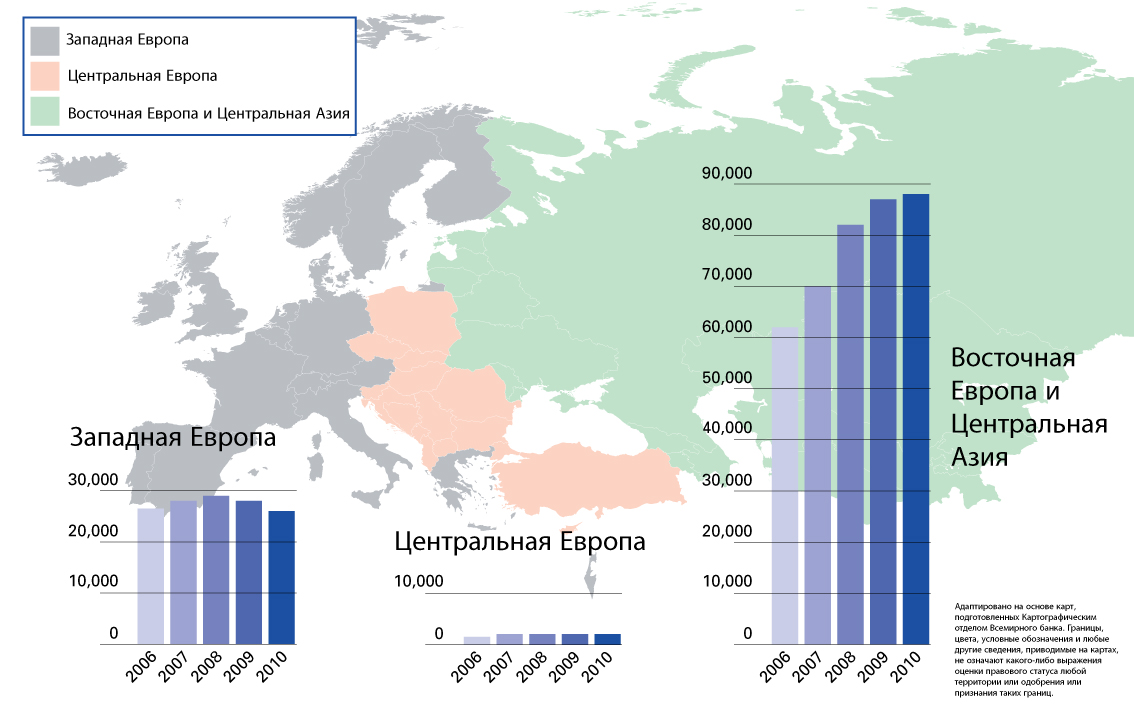 Западная Европа
Центральная Европа
Восточная Европа и Центральная Азия
Западная Европа
30,000
20,000
10,000
0
2006
2007
2008
2009
2010
Центральная Европа
10,000
0
2006
2007
2008
2009
2010
90,000
80,000
70,000
60,000
50,000
40,000
30,000
20,000
10,000
0
2006
2007
2008
2009
2010
Восточная
Европа и
Центральная
Азия
Адаптировано на основе карт,
подготовленных Картографическим
отделом Всемирного банка. Границы,
цвета, условные обозначения и любые
другие сведения, приводимые на картах,
не означают какого-либо выражения
оценки правового статуса любой
территории или одобрения или
признания таких границ.